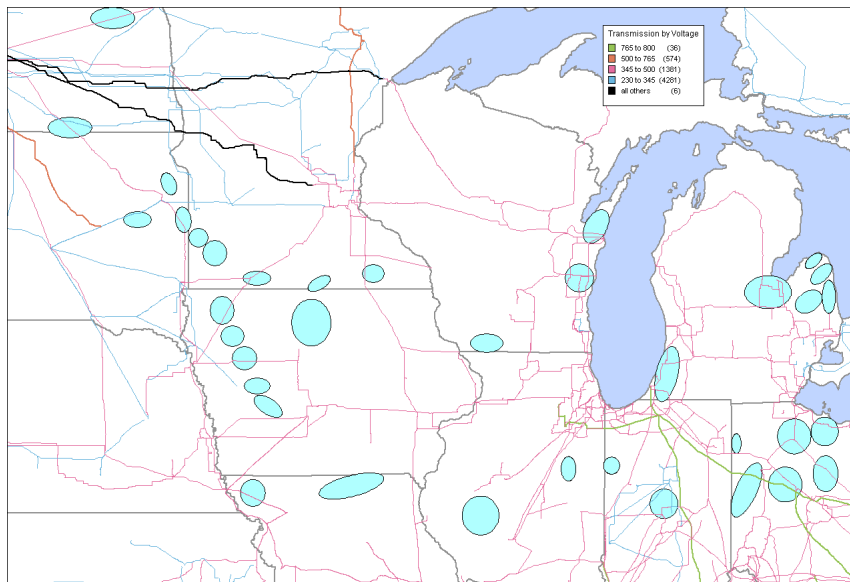 Transmission by Voltage
765 to 800 (36)
500 to 765 (574)
345 to 500 (1381)
230 to 345 (4281)
all others (6)